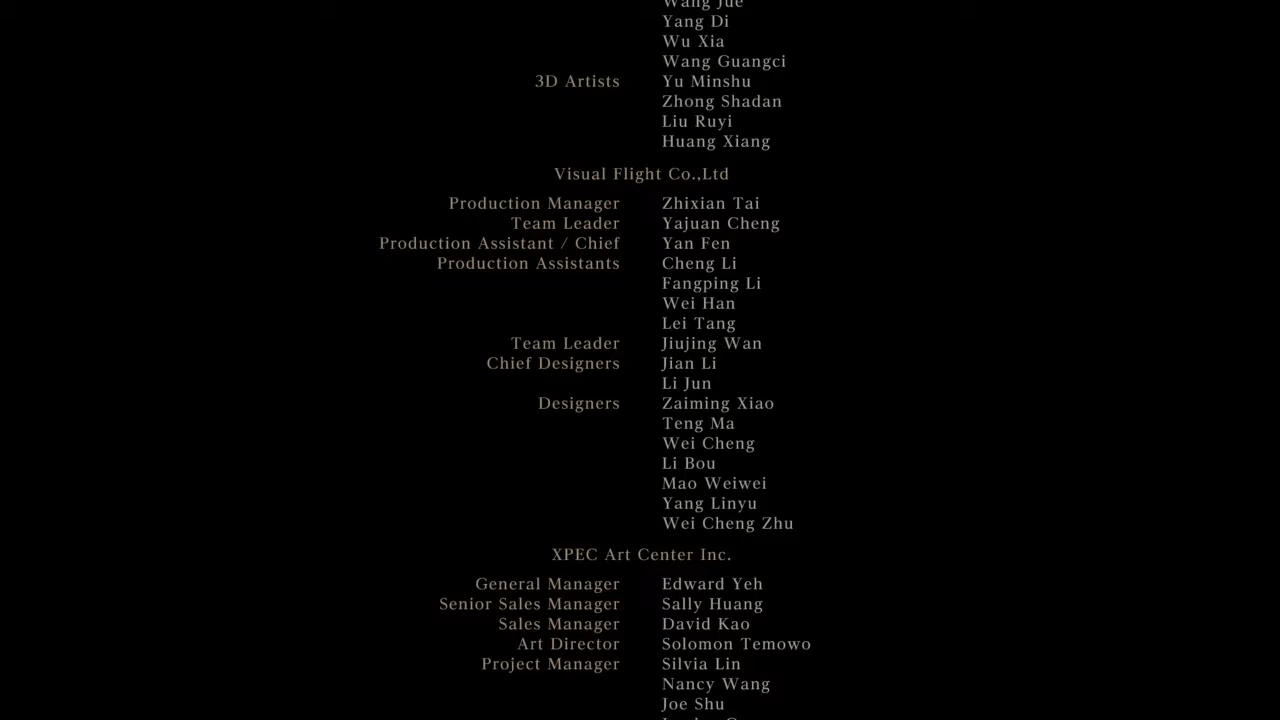 Wang Jue
Yang Di
Wu Xia
Wang Guangci
3D Artists Yu Minshu
Zhong Shadan
Liu Ruyi
Huang Xiang
Visual Flight Co.,Ltd
Production Manager Zhixian Tai
Team Leader Yajuan Cheng
Production Assistant / Chief Yan Fen
Production Assistants Cheng Li
Fangping Li
Wei Han
Lei Tang
Team Leader Jiujing Wan
Chief Designers Jian Li
Li Jun
Designers Zaiming Xiao
Teng Ma
Wei Cheng
Li Bou
Mao Weiwei
Yang Linyu
Wei Cheng Zhu
XPEC Art Center Inc.
General Manager Edward Yeh
Senior Sales Manager Sally Huang
Sales Manager David Kao
Art Director Solomon Temowo
Project Manager Silvia Lin
Nancy Wang
Joe Shu